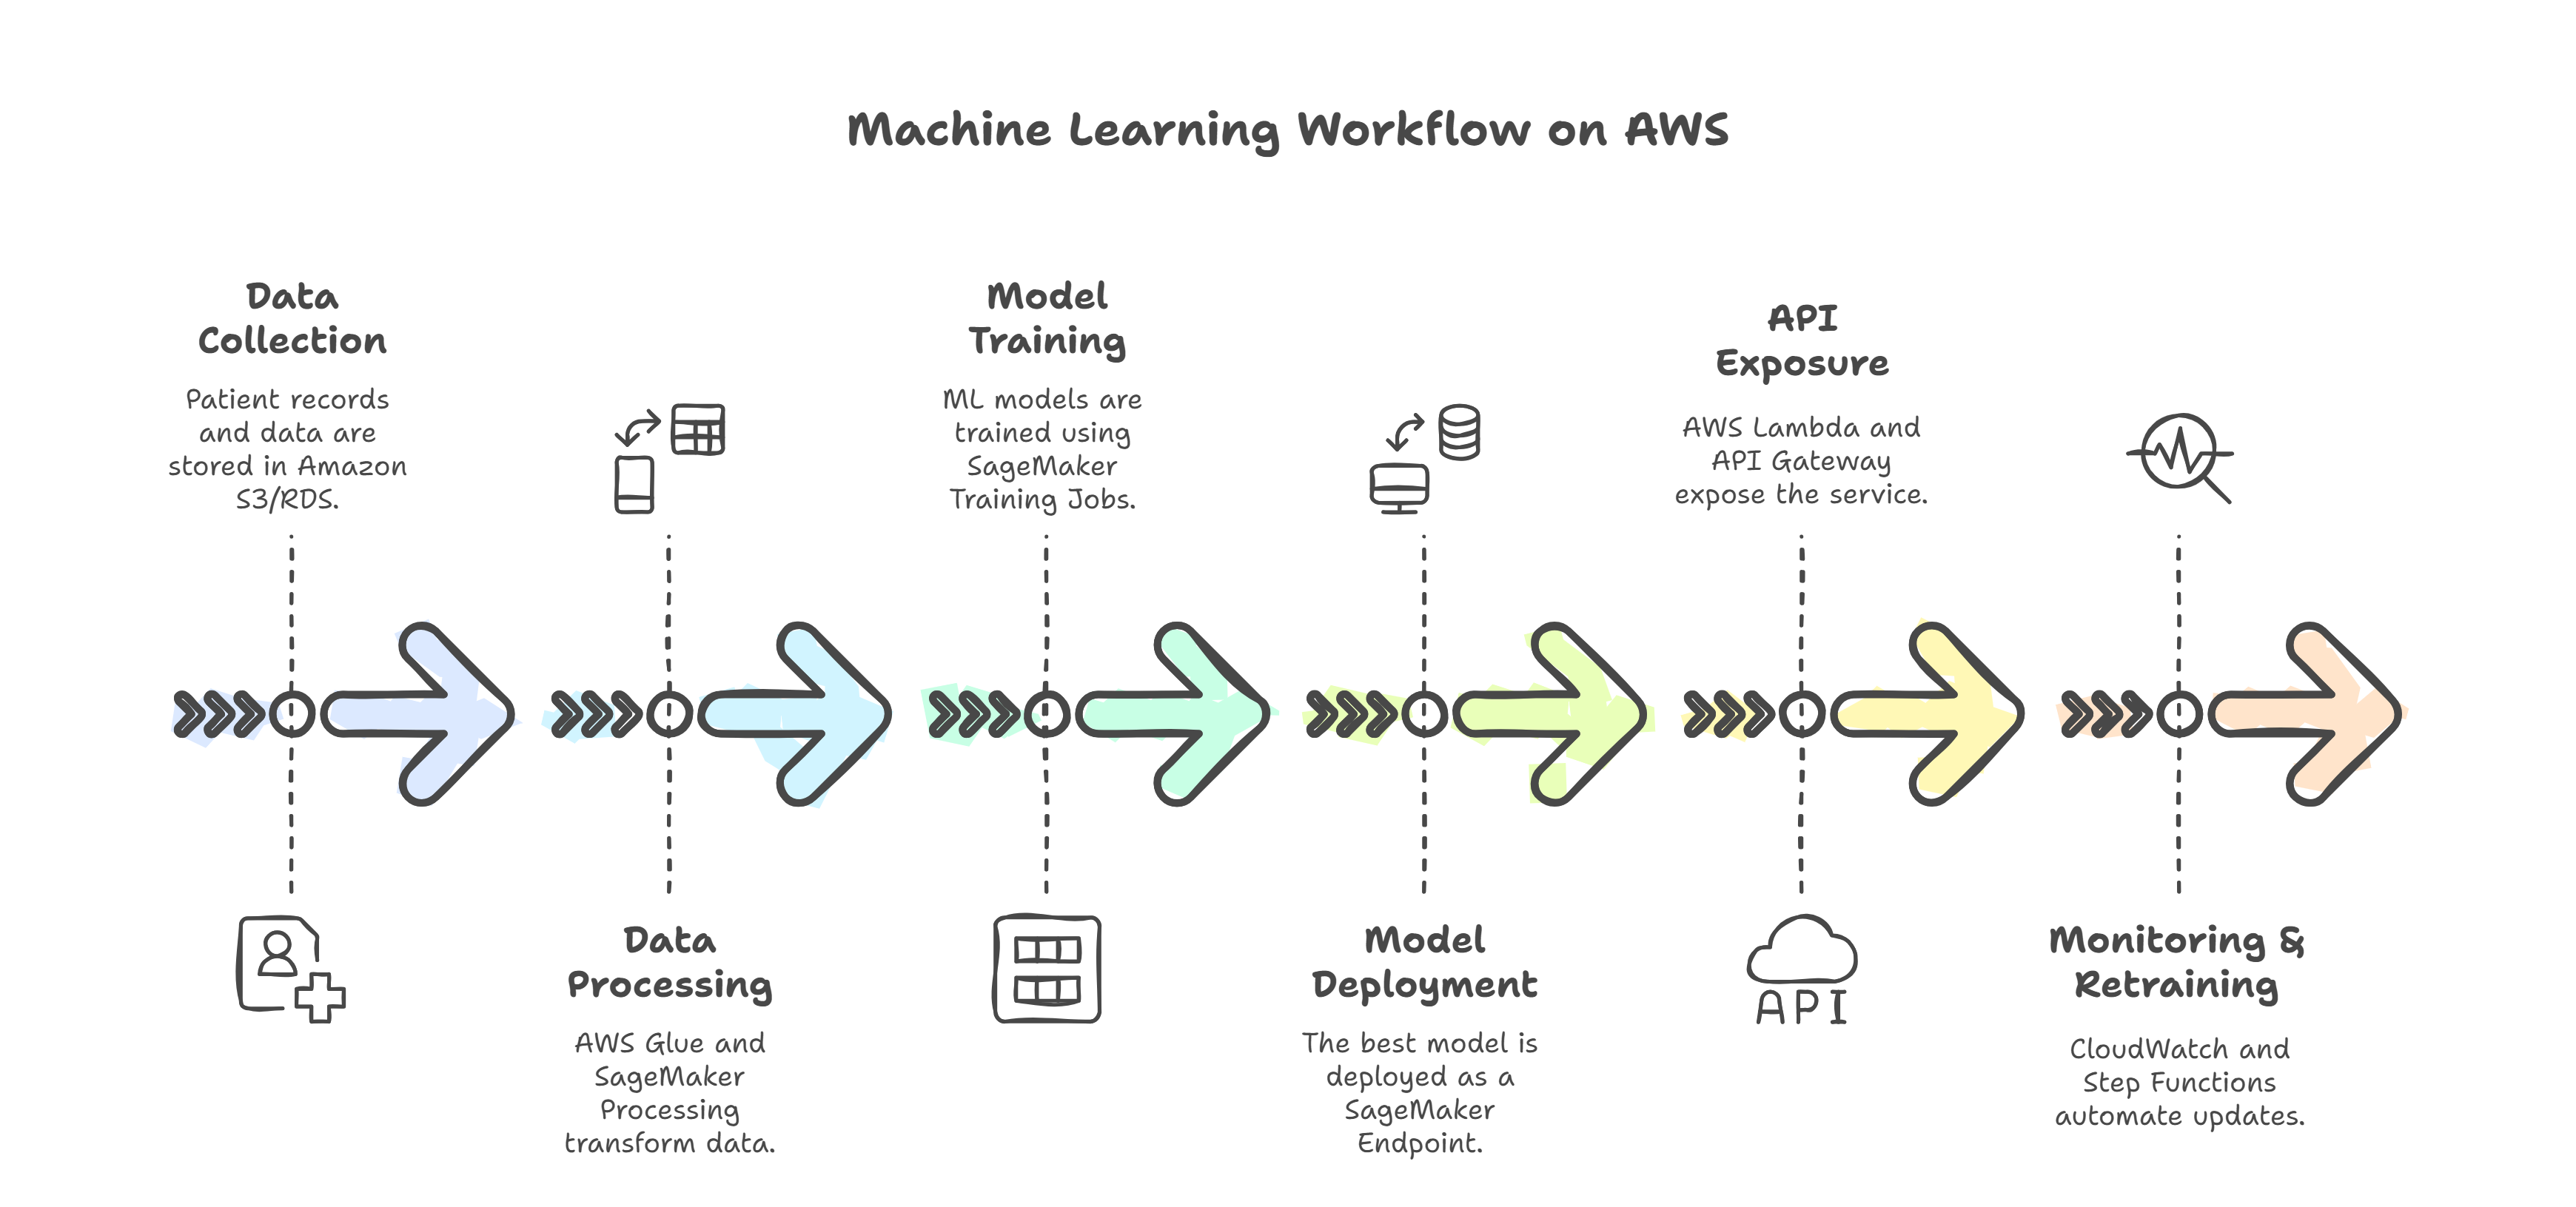 Machine Learning Workflow on AWS
Data
Collection
Patient records
and data are
stored in Amazon
S3/RDS.
Data
Processing
AWS Glue and
SageMaker
Processing
transform data.
Model
Training
ML models are
trained using
SageMaker
Training Jobs.
Model
Deployment
The best model is
deployed as a
SageMaker
Endpoint.
API
Exposure
AWS Lambda and
API Gateway
expose the service.
API
Monitoring &
Retraining
CloudWatch and
Step Functions
automate updates.